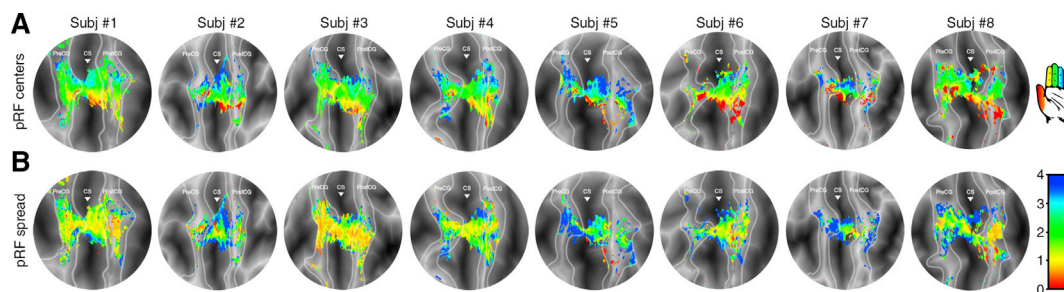 A
Subj #1 Subj #2 Subj #3 Subj #4 Subj #5 Subj #6 Subj #7 Subj #8
pRF centers
PreCG CS PostCG PreCG CS PostCG PreCG CS PostCG PreCG CS PostCG PreCG CS PostCG PreCG CS PostCG PreCG CS PostCG PreCG CS PostCG
B
pRF spread
PreCG CS PostCG PreCG CS PostCG PreCG CS PostCG PreCG CS PostCG PreCG CS PostCG PreCG CS PostCG PreCG CS PostCG PreCG CS PostCG
4
3
2
1
0